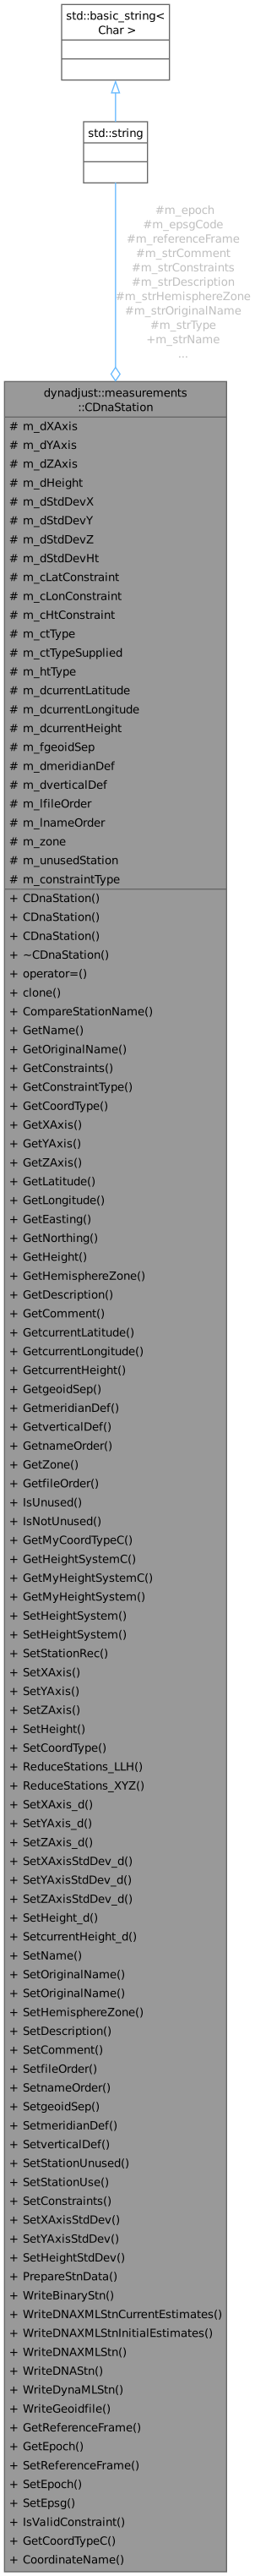 std::basic_string<
Char >
std::string
#m_epoch
#m_epsgCode
#m_referenceFrame
#m_strComment
#m_strConstraints
#m_strDescription
#m_strHemisphereZone
#m_strOriginalName
#m_strType
+m_strName
...
dynadjust::measurements
::CDnaStation
# m_dXAxis
# m_dYAxis
# m_dZAxis
# m_dHeight
# m_dStdDevX
# m_dStdDevY
# m_dStdDevZ
# m_dStdDevHt
# m_cLatConstraint
# m_cLonConstraint
# m_cHtConstraint
# m_ctType
# m_ctTypeSupplied
# m_htType
# m_dcurrentLatitude
# m_dcurrentLongitude
# m_dcurrentHeight
# m_fgeoidSep
# m_dmeridianDef
# m_dverticalDef
# m_lfileOrder
# m_lnameOrder
# m_zone
# m_unusedStation
# m_constraintType
+ CDnaStation()
+ CDnaStation()
+ CDnaStation()
+ ~CDnaStation()
+ operator=()
+ clone()
+ CompareStationName()
+ GetName()
+ GetOriginalName()
+ GetConstraints()
+ GetConstraintType()
+ GetCoordType()
+ GetXAxis()
+ GetYAxis()
+ GetZAxis()
+ GetLatitude()
+ GetLongitude()
+ GetEasting()
+ GetNorthing()
+ GetHeight()
+ GetHemisphereZone()
+ GetDescription()
+ GetComment()
+ GetcurrentLatitude()
+ GetcurrentLongitude()
+ GetcurrentHeight()
+ GetgeoidSep()
+ GetmeridianDef()
+ GetverticalDef()
+ GetnameOrder()
+ GetZone()
+ GetfileOrder()
+ IsUnused()
+ IsNotUnused()
+ GetMyCoordTypeC()
+ GetHeightSystemC()
+ GetMyHeightSystemC()
+ GetMyHeightSystem()
+ SetHeightSystem()
+ SetHeightSystem()
+ SetStationRec()
+ SetXAxis()
+ SetYAxis()
+ SetZAxis()
+ SetHeight()
+ SetCoordType()
+ ReduceStations_LLH()
+ ReduceStations_XYZ()
+ SetXAxis_d()
+ SetYAxis_d()
+ SetZAxis_d()
+ SetXAxisStdDev_d()
+ SetYAxisStdDev_d()
+ SetZAxisStdDev_d()
+ SetHeight_d()
+ SetcurrentHeight_d()
+ SetName()
+ SetOriginalName()
+ SetOriginalName()
+ SetHemisphereZone()
+ SetDescription()
+ SetComment()
+ SetfileOrder()
+ SetnameOrder()
+ SetgeoidSep()
+ SetmeridianDef()
+ SetverticalDef()
+ SetStationUnused()
+ SetStationUse()
+ SetConstraints()
+ SetXAxisStdDev()
+ SetYAxisStdDev()
+ SetHeightStdDev()
+ PrepareStnData()
+ WriteBinaryStn()
+ WriteDNAXMLStnCurrentEstimates()
+ WriteDNAXMLStnInitialEstimates()
+ WriteDNAXMLStn()
+ WriteDNAStn()
+ WriteDynaMLStn()
+ WriteGeoidfile()
+ GetReferenceFrame()
+ GetEpoch()
+ SetReferenceFrame()
+ SetEpoch()
+ SetEpsg()
+ IsValidConstraint()
+ GetCoordTypeC()
+ CoordinateName()